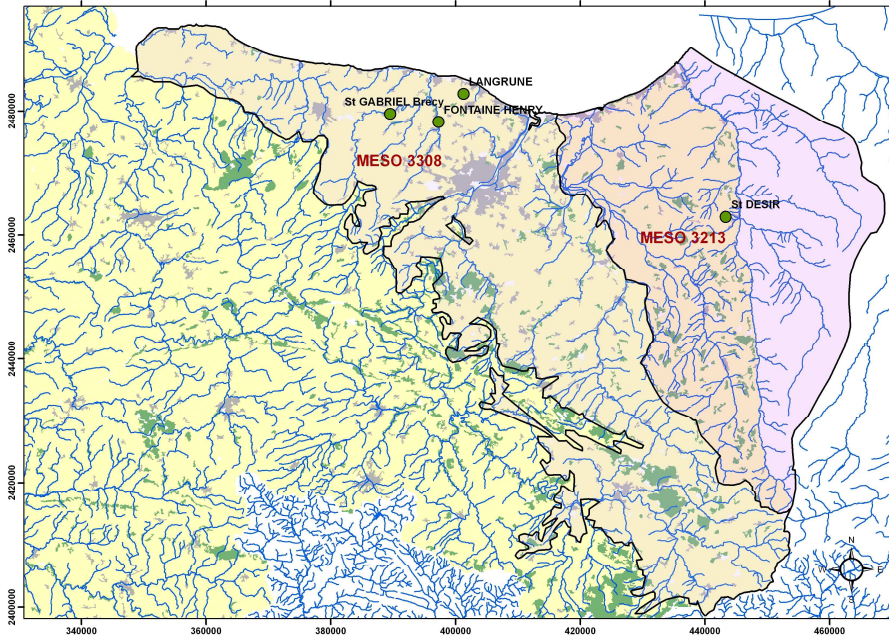 LANGRUNE
St GABRIEL Brécy
FONTAINE HENRY
MESO 3308
St DESIR
MESO 3213
2480000
2460000
2440000
2420000
2400000
N
W
E
S
340000
360000
380000
400000
420000
440000
460000